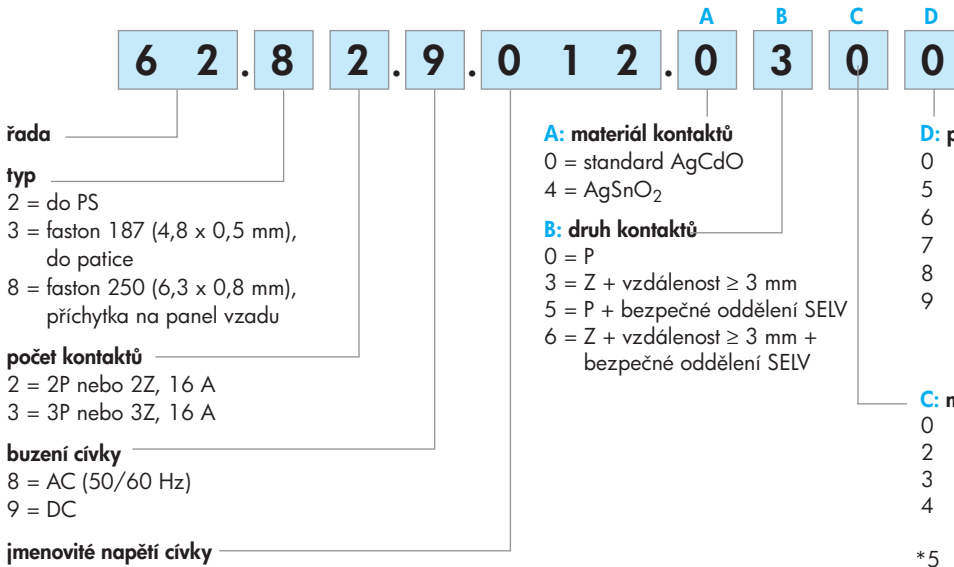 A B C D
6 2 . 8 2 . 9 . 0 1 2 . 0 3 0 0
řada
typ
2 = do PS
3 = faston 187 (4,8 x 0,5 mm),
do patice
8 = faston 250 (6,3 x 0,8 mm),
příchytka na panel vzadu
počet kontaktů
2 = 2P nebo 2Z, 16 A
3 = 3P nebo 3Z, 16 A
buzení cívky
8 = AC (50/60 Hz)
9 = DC
jmenovité napětí cívky
A: materiál kontaktů
0 = standard AgCdO
4 = AgSnO₂
B: druh kontaktů
0 = P
3 = Z + vzdálenost ≥ 3 mm
5 = P + bezpečné oddělení SELV
6 = Z + vzdálenost ≥ 3 mm +
bezpečné oddělení SELV
D:
0
5
6
7
8
9
C:
0
2
3
4
*5